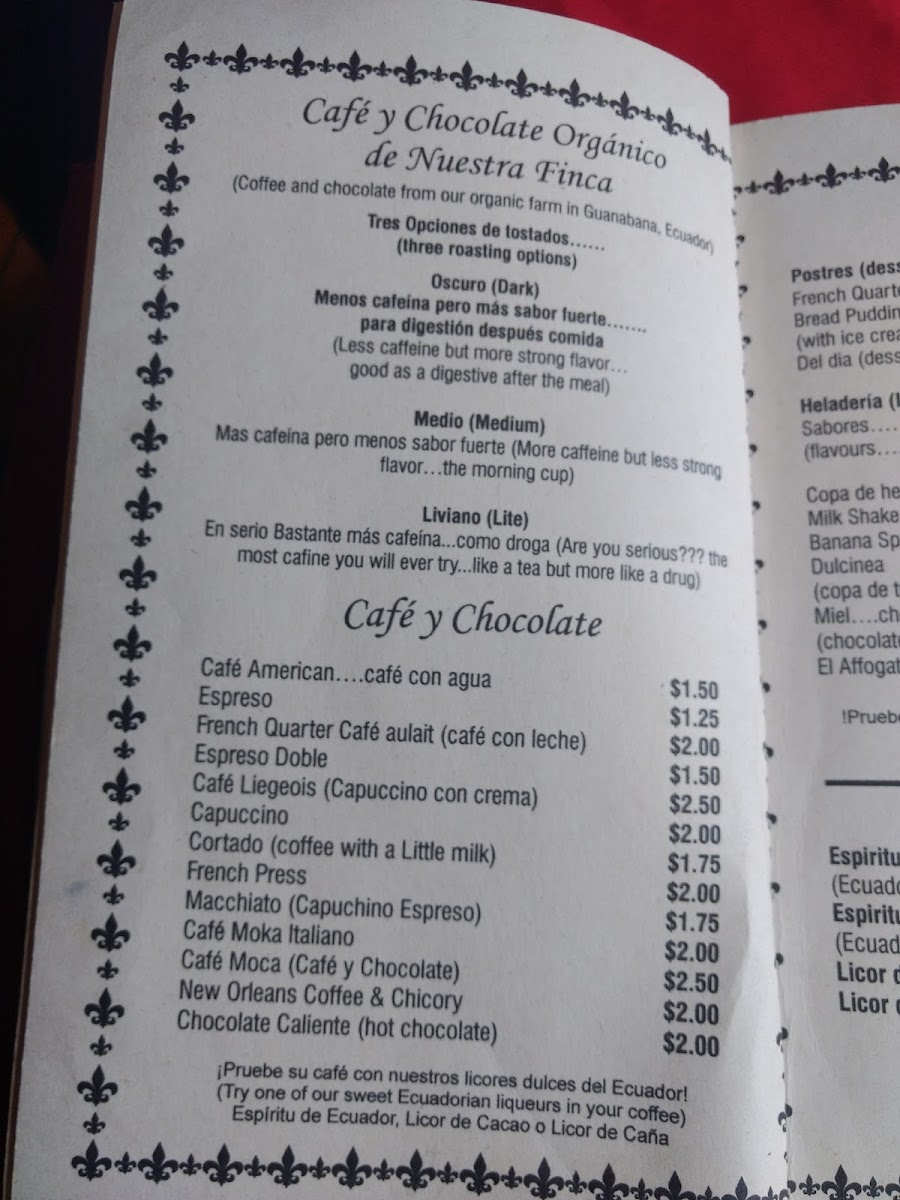 Café y Chocolate Orgánico
de Nuestra Finca
(Coffee and chocolate from our organic farm in Guanabana, Ecuador)
Tres Opciones de tostados......
(three roasting options)
Oscuro (Dark)
Menos cafeína pero más sabor fuerte.......
para digestión después comida
(Less caffeine but more strong flavor...
good as a digestive after the meal)
Medio (Medium)
Mas cafeina pero menos sabor fuerte (More caffeine but less strong
flavor...the morning cup)
Liviano (Lite)
En serio Bastante más cafeína...como droga (Are you serious??? the
most cafine you will ever try...like a tea but more like a drug)
Café y Chocolate
Café American....café con agua $1.50
Espreso $1.25
French Quarter Café aulait (café con leche) $2.00
Espreso Doble $1.50
Café Liegeois (Capuccino con crema) $2.50
Capuccino $2.00
Cortado (coffee with a Little milk) $1.75
French Press $2.00
Macchiato (Capuchino Espreso) $1.75
Café Moka Italiano $2.00
Café Moca (Café y Chocolate) $2.50
New Orleans Coffee & Chicory $2.00
Chocolate Caliente (hot chocolate) $2.00
¡Pruebe su café con nuestros licores dulces del Ecuador!
(Try one of our sweet Ecuadorian liqueurs in your coffee)
Espíritu de Ecuador, Licor de Cacao o Licor de Caña
Postres
French
Bread
(with ice
Del dia
Heladería
Sabores....
(flavours....
Copa de
Milk Shake
Banana
Dulcinea
(copa de
Miel....
El
Licor
Licor